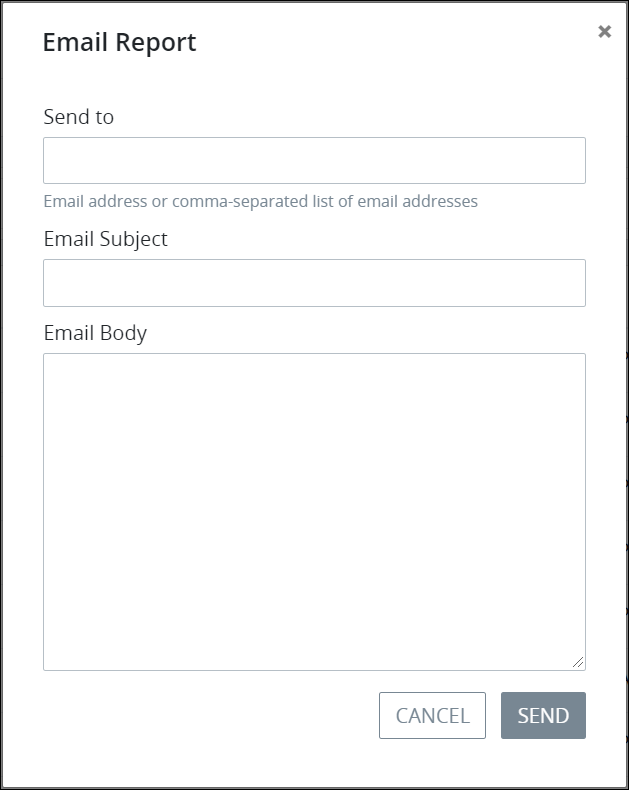 Email Report
Send to
Email address or comma-separated list of email addresses
Email Subject
Email Body
CANCEL
SEND